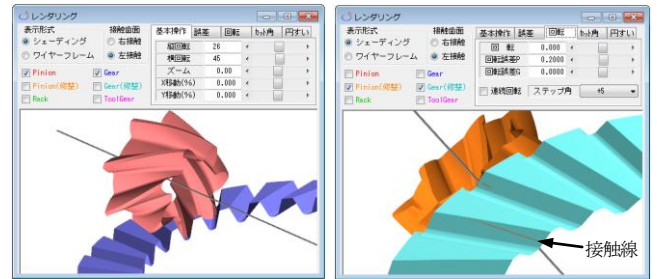 レンダリング
表示形式
シェーディング
ワイヤーフレーム
接触歯面
右接触
左接触
Pinion
Gear
Pinion(修整)
Gear(修整)
Rack
ToolGear
基本操作 誤差 回転 セット角 円すい
縦回転 26
横回転 45
ズーム 0.00
X移動(%) 0.000
Y移動(%) 0.000
レンダリング
表示形式
シェーディング
ワイヤーフレーム
接触歯面
右接触
左接触
Pinion
Gear
Pinion(修整)
Gear(修整)
Rack
ToolGear
基本操作 誤差 回転 セット角 円すい
回 転 0.000
回転誤差P 0.2000
回転誤差G 0.0000
連続回転 ステップ角 +5
接触線